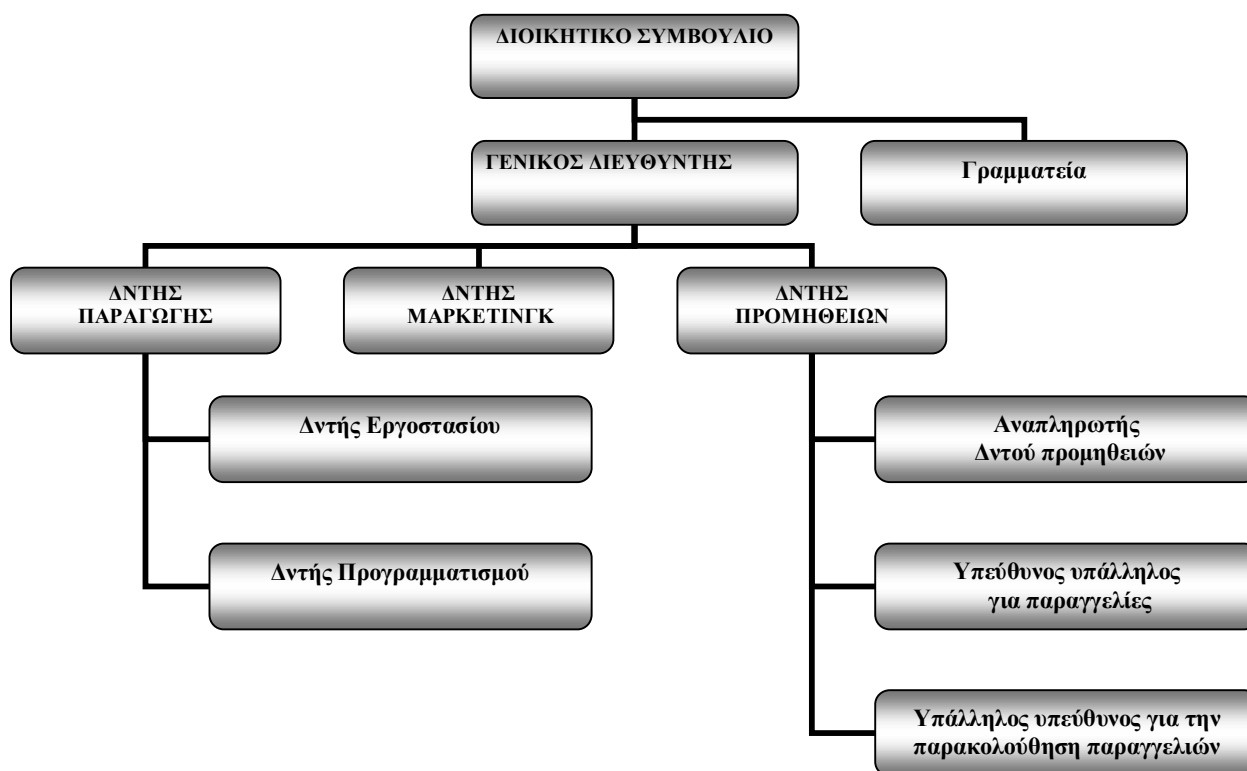 ΔΙΟΙΚΗΤΙΚΟ ΣΥΜΒΟΥΛΙΟ
ΓΕΝΙΚΟΣ ΔΙΕΥΘΥΝΤΗΣ
Γραμματεία
ΔΝΤΗΣ
ΠΑΡΑΓΩΓΗΣ
ΔΝΤΗΣ
ΜΑΡΚΕΤΙΝΓΚ
ΔΝΤΗΣ
ΠΡΟΜΗΘΕΙΩΝ
Δντής Εργοστασίου
Δντής Προγραμματισμού
Αναπληρωτής
Δντού προμηθειών
Υπεύθυνος υπάλληλος
για παραγγελίες
Υπάλληλος υπεύθυνος για την
παρακολούθηση παραγγελιών